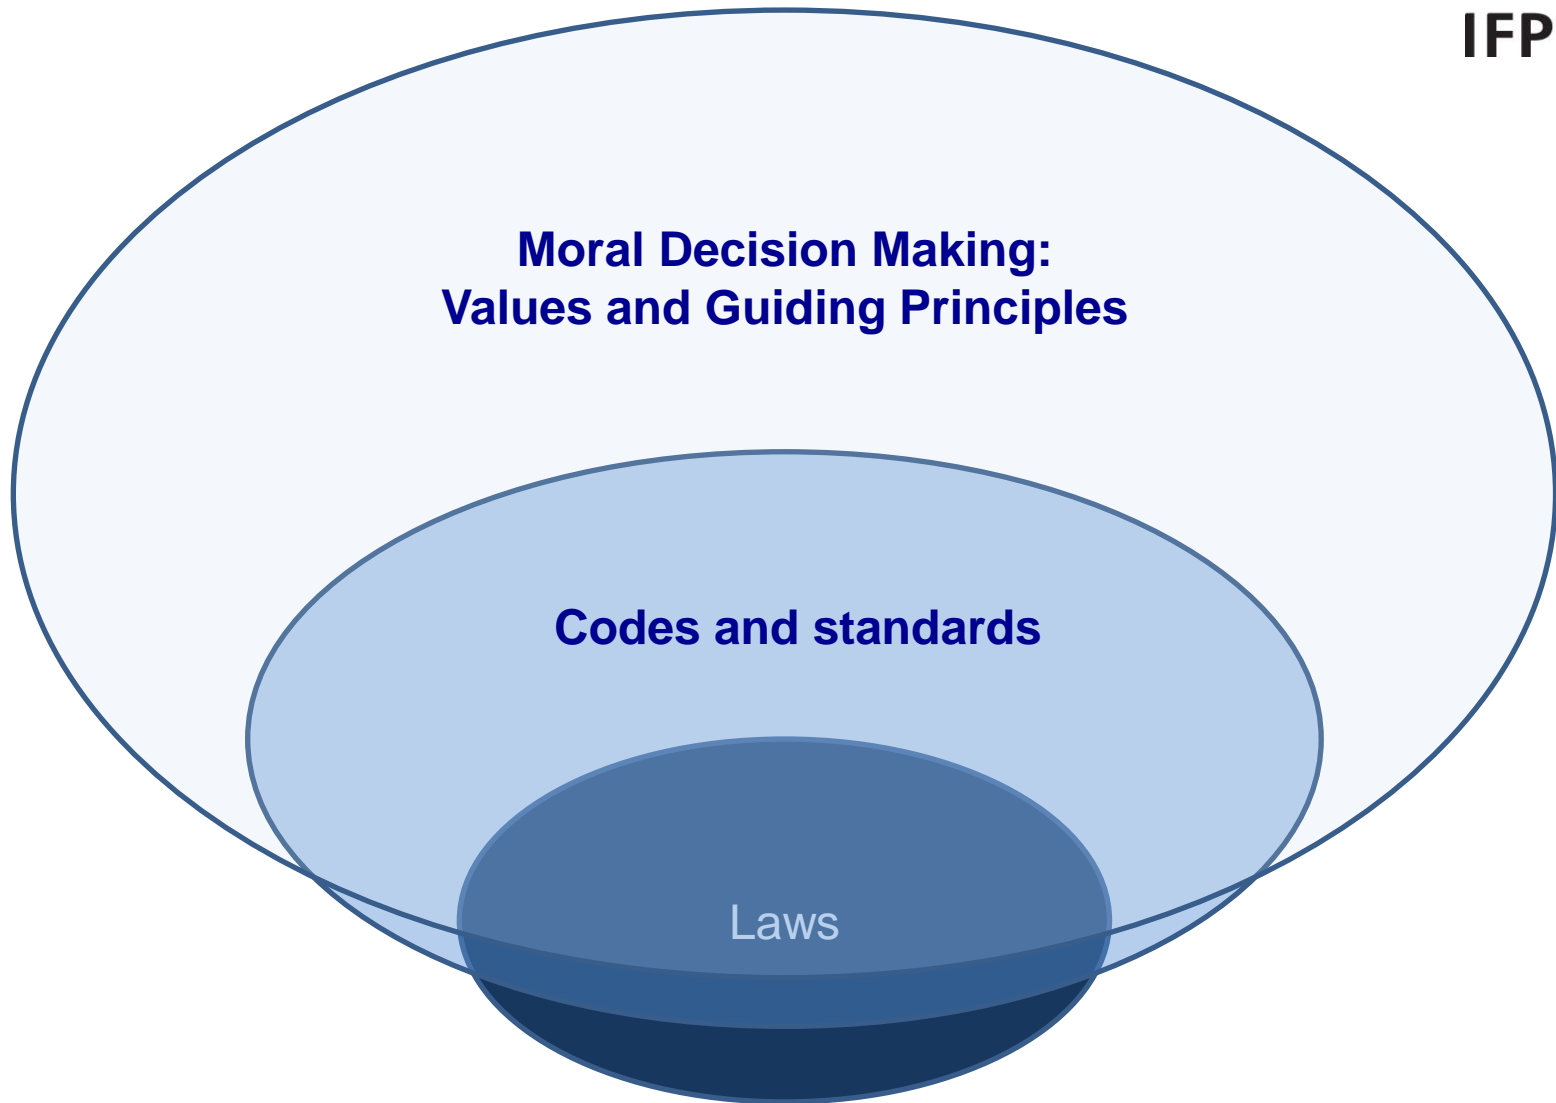 IFP
Moral Decision Making:
Values and Guiding Principles
Codes and standards
Laws